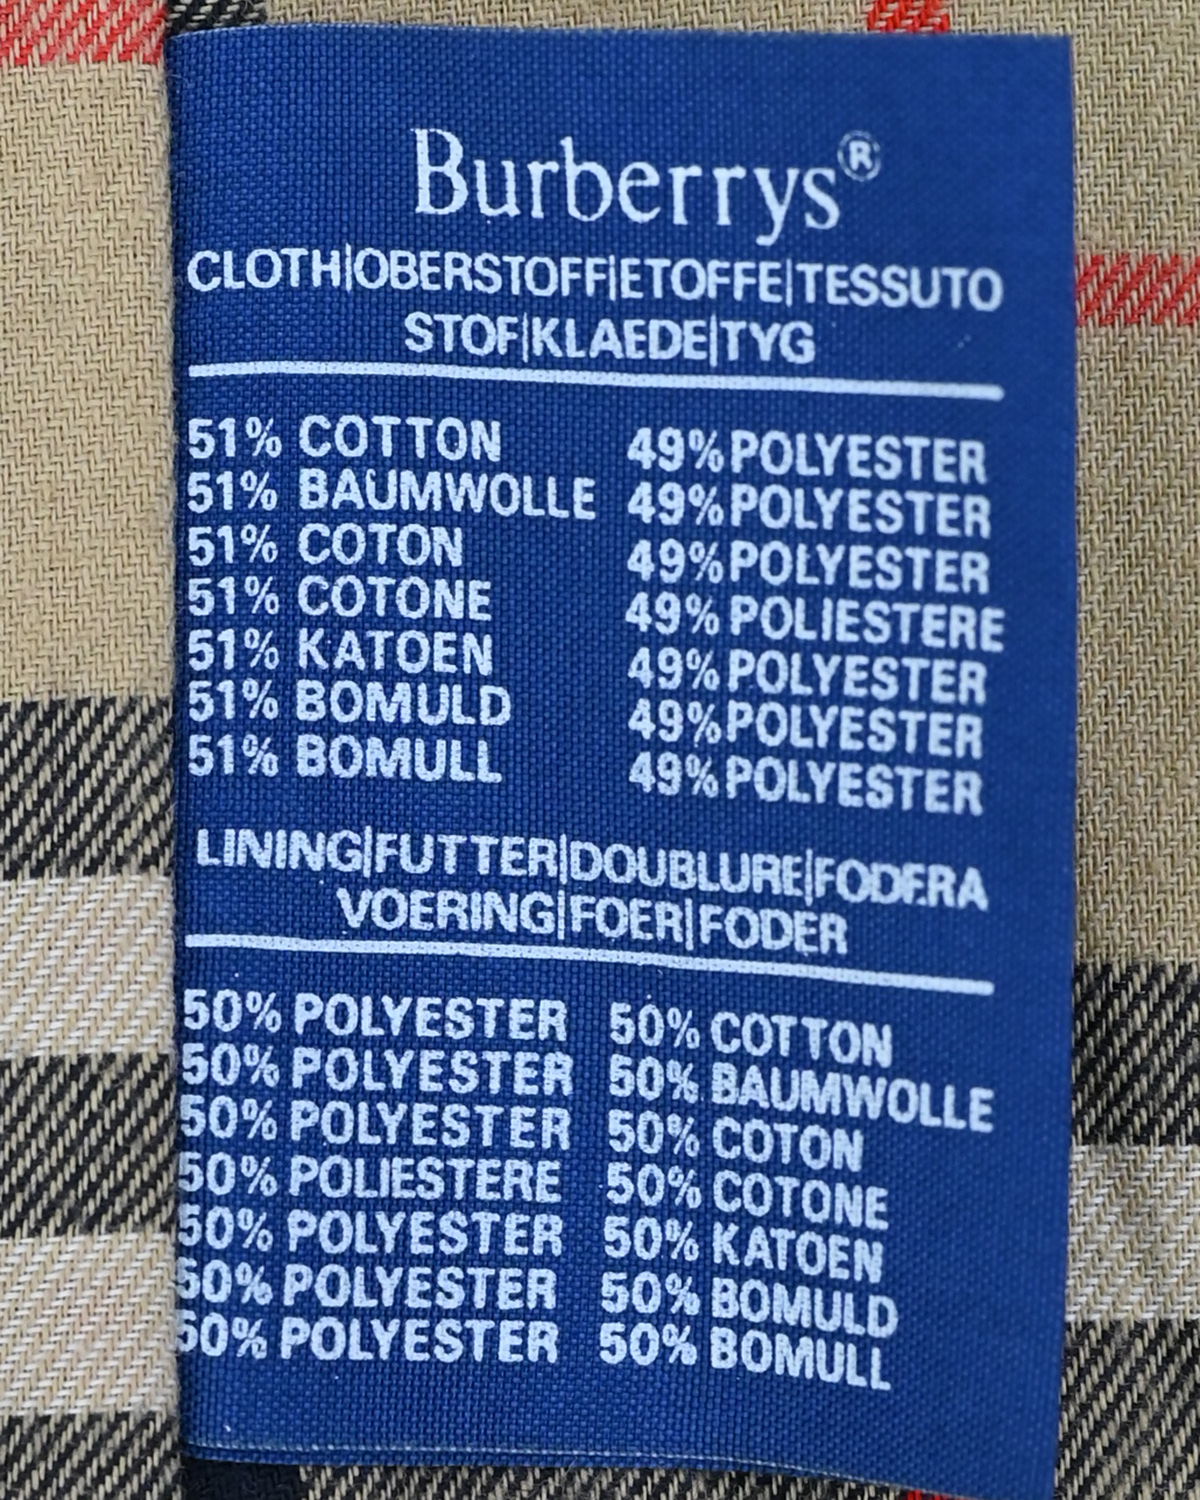 Burberrys®
CLOTH|OBERSTOFF|ETOFFE|TESSUTO
STOF|KLAEDE|TYG
51% COTTON 49% POLYESTER
51% BAUMWOLLE 49% POLYESTER
51% COTON 49% POLYESTER
51% COTONE 49% POLIESTERE
51% KATOEN 49% POLYESTER
51% BOMULD 49% POLYESTER
51% BOMULL 49% POLYESTER
LINING|FUTTER|DOUBLURE|FODERA
VOERING|FOER|FODER
50% POLYESTER 50% COTTON
50% POLYESTER 50% BAUMWOLLE
50% POLYESTER 50% COTON
50% POLIESTERE 50% COTONE
50% POLYESTER 50% KATOEN
50% POLYESTER 50% BOMULD
50% POLYESTER 50% BOMULL